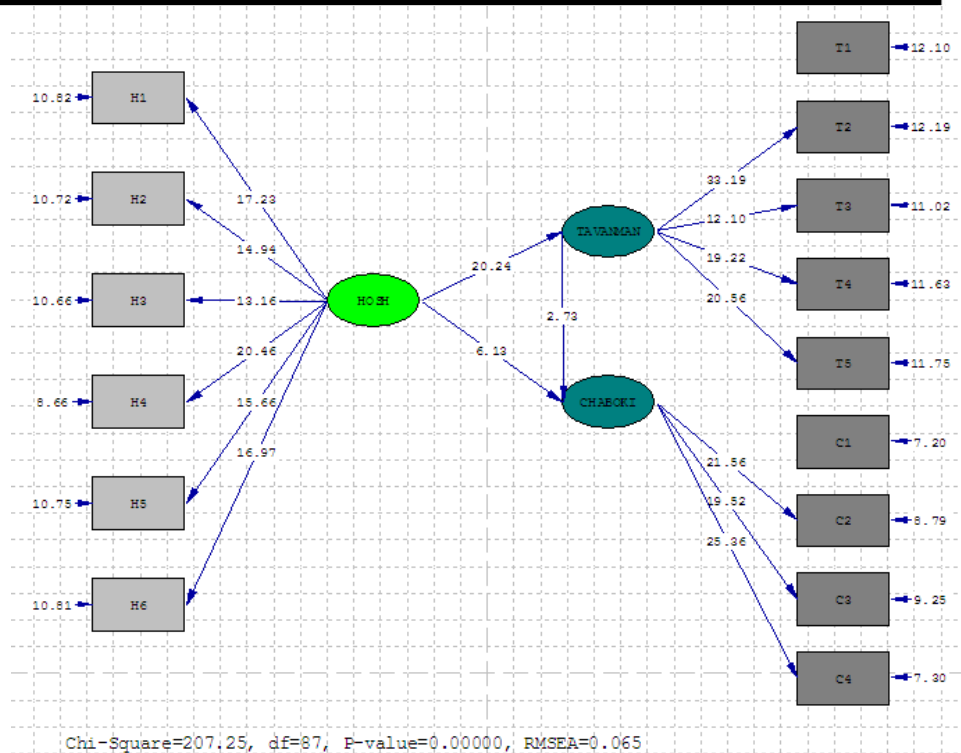 T1
12.10
10.82
H1
T2
12.19
33.19
10.72
H2
17.23
T3
11.02
12.10
14.94
TAVANMAN
20.24
19.22
T4
11.63
10.66
H3
13.16
HOSH
20.56
2.73
6.13
20.46
T5
11.75
8.66
H4
15.66
CHABOKI
C1
7.20
16.97
21.56
10.75
H5
19.52
C2
8.79
25.36
C3
9.25
10.81
H6
C4
7.30
Chi-Square=207.25, df=87, P-value=0.00000, RMSEA=0.065